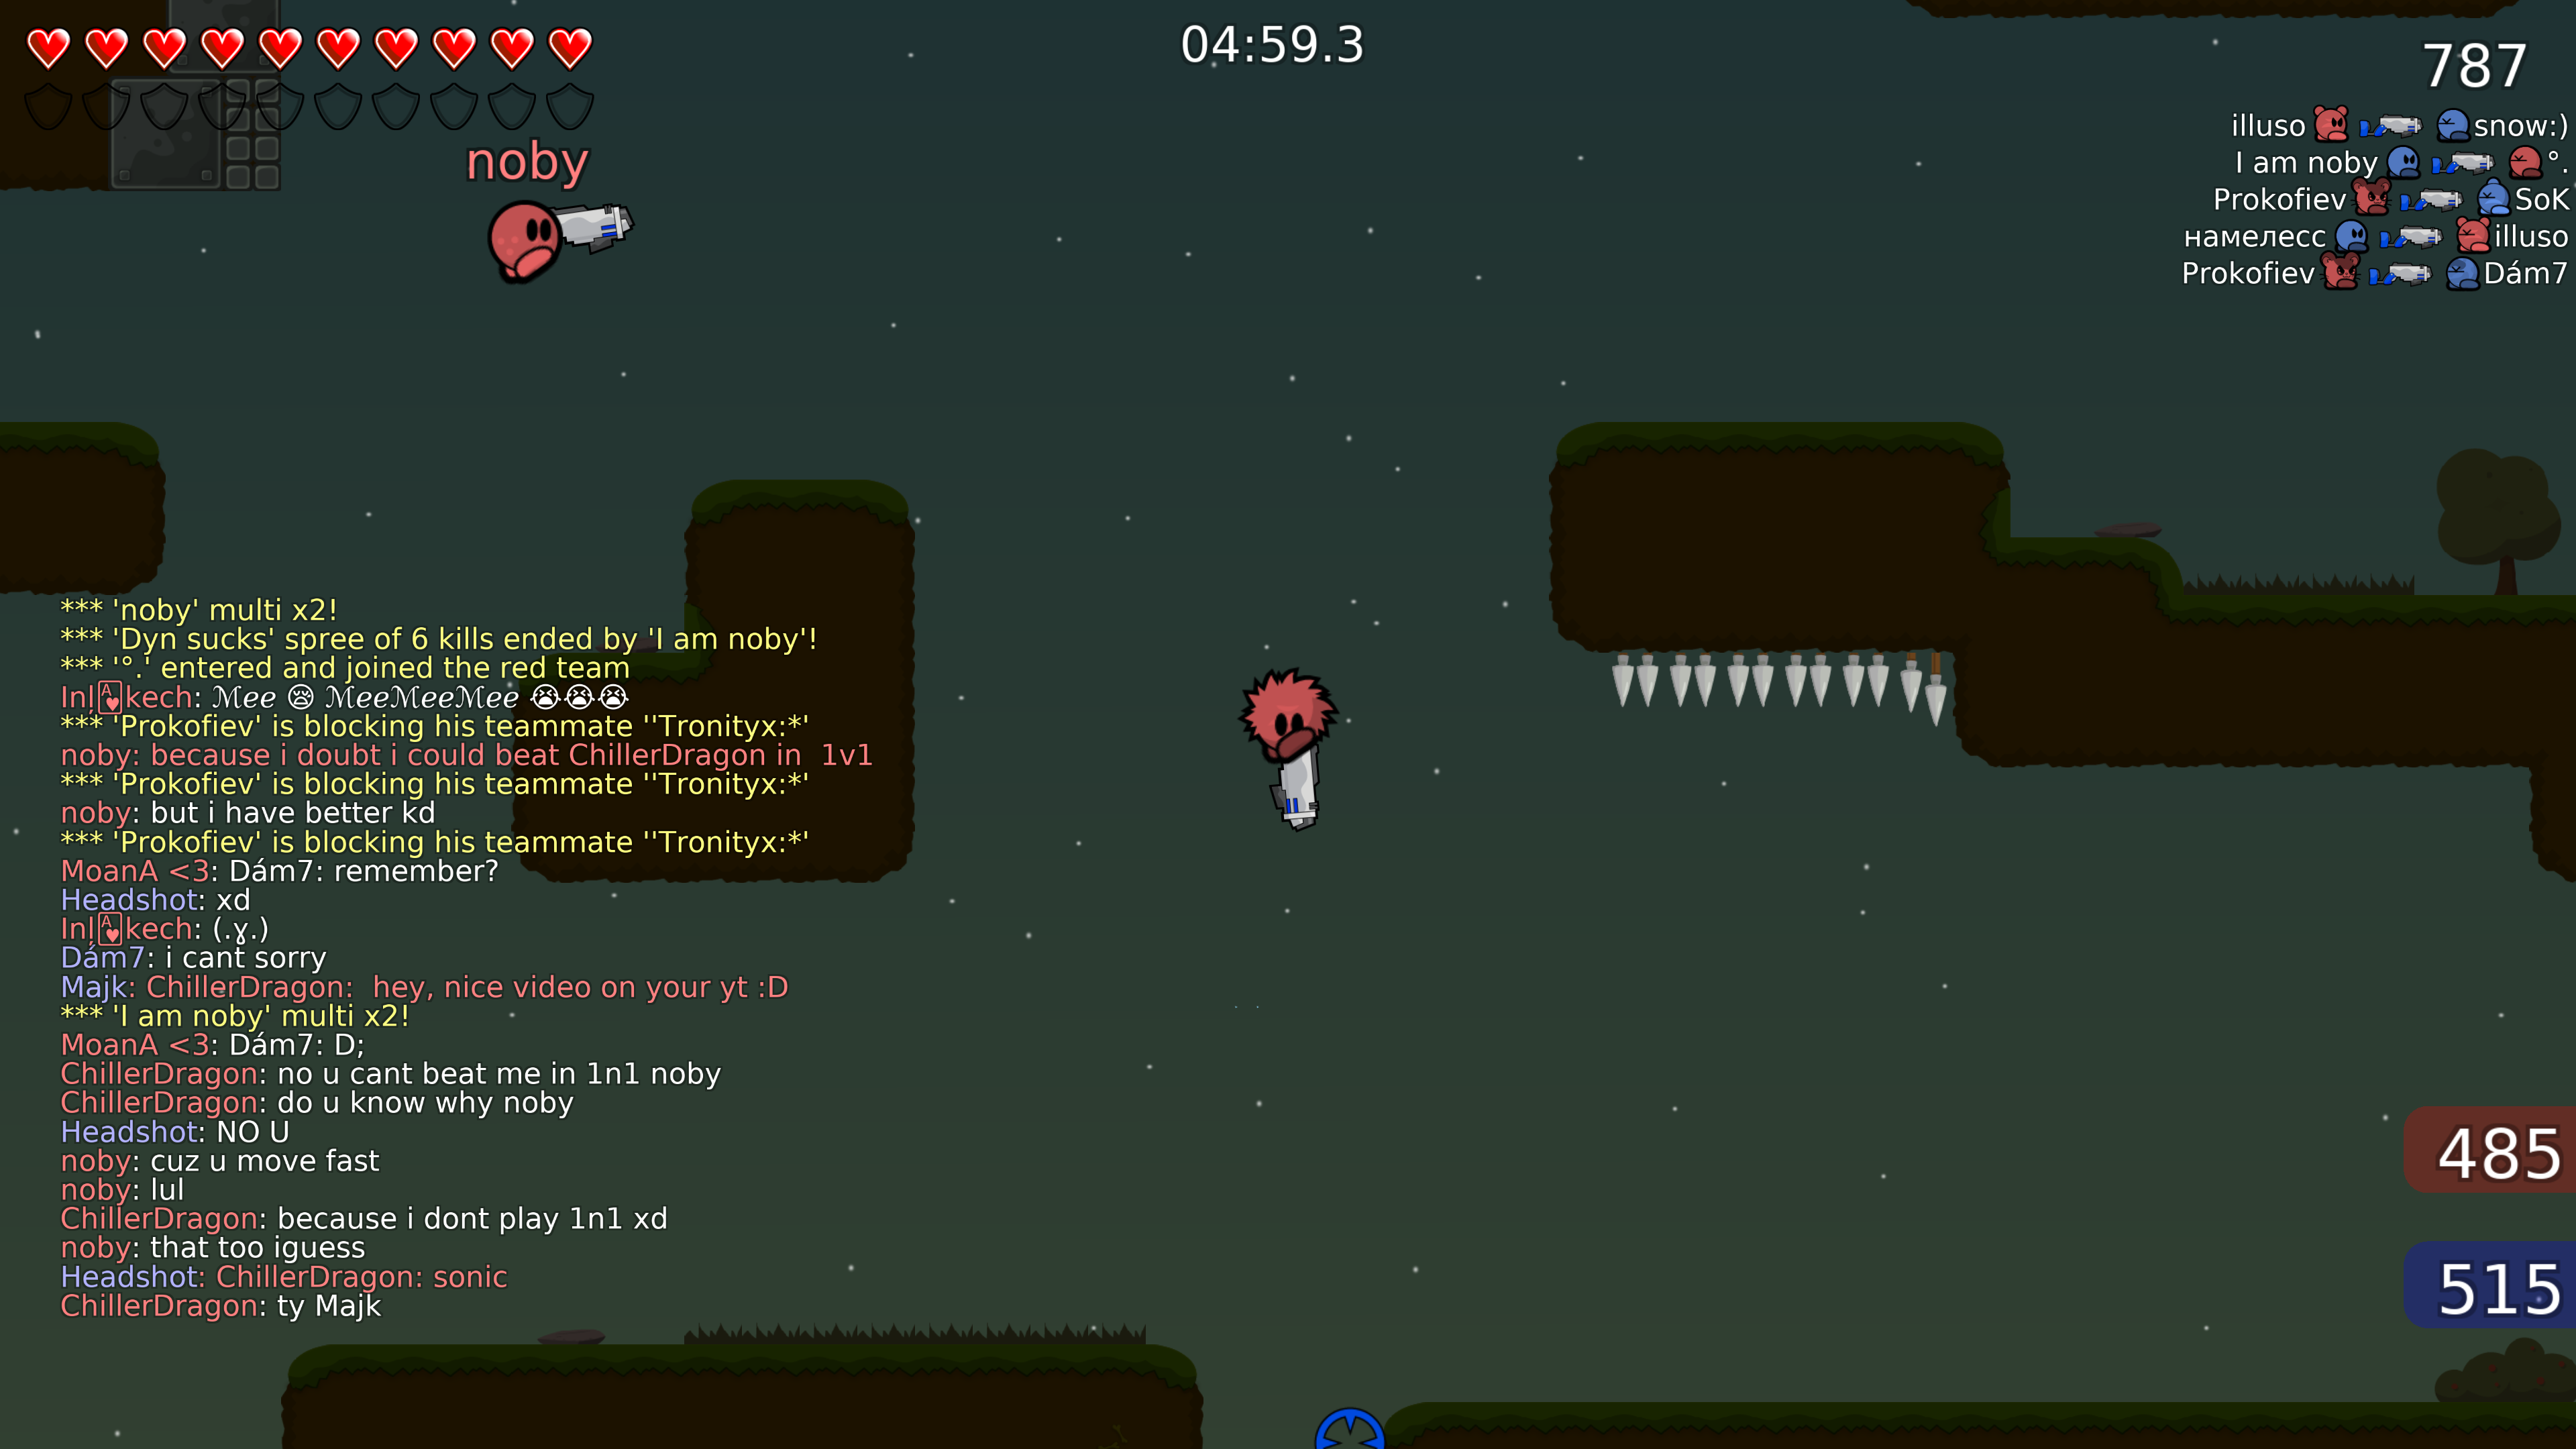 04:59.3
787
noby
illuso snow:)
I am noby °.
Prokofiev SoK
намелесс illuso
Prokofiev Dám7
*** 'noby' multi x2!
*** 'Dyn sucks' spree of 6 kills ended by 'I am noby'!
*** '°.' entered and joined the red team
Inļ🂱kech: ℳ𝑒𝑒 😢 ℳ𝑒𝑒ℳ𝑒𝑒ℳ𝑒𝑒 😭😭😭
*** 'Prokofiev' is blocking his teammate ''Tronityx:*'
noby: because i doubt i could beat ChillerDragon in  1v1
*** 'Prokofiev' is blocking his teammate ''Tronityx:*'
noby: but i have better kd
*** 'Prokofiev' is blocking his teammate ''Tronityx:*'
MoanA <3: Dám7: remember?
Headshot: xd
Inļ🂱kech: (.ɣ.)
Dám7: i cant sorry
Majk: ChillerDragon:  hey, nice video on your yt :D
*** 'I am noby' multi x2!
MoanA <3: Dám7: D;
ChillerDragon: no u cant beat me in 1n1 noby
ChillerDragon: do u know why noby
Headshot: NO U
noby: cuz u move fast
noby: lul
ChillerDragon: because i dont play 1n1 xd
noby: that too iguess
Headshot: ChillerDragon: sonic
ChillerDragon: ty Majk
485
515